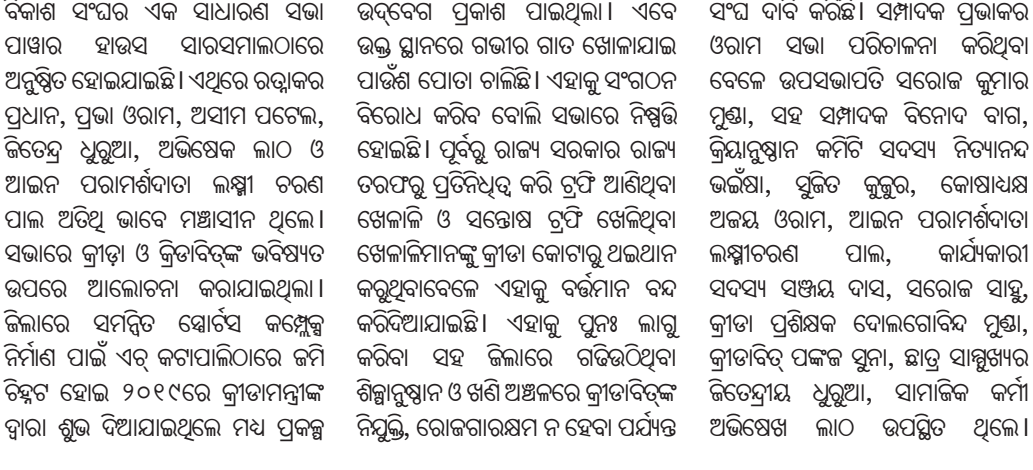 ବିକାଶ ସଂଘର ଏକ ସାଧାରଣ ସଭା
ପାୱାର ହାଉସ ସାରସମାଲଠାରେ
ଅନୁଷ୍ଠିତ ହୋଇଯାଇଛି। ଏଥିରେ ରତ୍ନାକର
ପ୍ରଧାନ, ପ୍ରଭା ଓରାମ, ଅସୀମ ପଟେଲ,
ଜିତେନ୍ଦ୍ର ଧୁରୁଆ, ଅଭିଷେକ ଲାଠ ଓ
ଆଇନ ପରାମର୍ଶଦାତା ଲକ୍ଷ୍ମୀ ଚରଣ
ପାଲ ଅତିଥି ଭାବେ ମଞ୍ଚାସୀନ ଥିଲେ।
ସଭାରେ କ୍ରୀଡ଼ା ଓ କ୍ରିଡାବିତ୍‌ଙ୍କ ଭବିଷ୍ୟତ
ଉପରେ ଆଲୋଚନା କରାଯାଇଥିଲା।
ଜିଲାରେ ସମନ୍ୱିତ ସ୍ପୋର୍ଟସ କମ୍ପ୍ଲେକ୍ସ
ନିର୍ମାଣ ପାଇଁ ଏଚ୍ କଟାପାଲିଠାରେ ଜମି
ଚିହ୍ନଟ ହୋଇ ୨୦୧୯ରେ କ୍ରୀଡାମନ୍ତ୍ରୀଙ୍କ
ଦ୍ୱାରା ଶୁଭ ଦିଆଯାଇଥିଲେ ମଧ୍ୟ ପ୍ରକଳ୍ପ
ଉଦ୍‌ବେଗ ପ୍ରକାଶ ପାଇଥିଲା। ଏବେ
ଉକ୍ତ ସ୍ଥାନରେ ଗଭୀର ଗାତ ଖୋଳାଯାଇ
ପାଉଁଶ ପୋତା ଚାଲିଛି। ଏହାକୁ ସଂଗଠନ
ବିରୋଧ କରିବ ବୋଲି ସଭାରେ ନିଷ୍ପତ୍ତି
ହୋଇଛି। ପୂର୍ବରୁ ରାଜ୍ୟ ସରକାର ରାଜ୍ୟ
ତରଫରୁ ପ୍ରତିନିଧିତ୍ୱ କରି ଟ୍ରଫି ଆଣିଥିବା
ଖେଳାଳି ଓ ସନ୍ତୋଷ ଟ୍ରଫି ଖେଳିଥିବା
ଖେଳାଳିମାନଙ୍କୁ କ୍ରୀଡା କୋଟାରୁ ଥଇଥାନ
କରୁଥିବାବେଳେ ଏହାକୁ ବର୍ତ୍ତମାନ ବନ୍ଦ
କରିଦିଆଯାଇଛି। ଏହାକୁ ପୁନଃ ଲାଗୁ
କରିବା ସହ ଜିଲାରେ ଗଢିଉଠିଥିବା
ଶିଳ୍ପାନୁଷ୍ଠାନ ଓ ଖଣି ଅଞ୍ଚଳରେ କ୍ରୀଡାବିତ୍‌ଙ୍କ
ନିଯୁକ୍ତି, ରୋଜଗାରକ୍ଷମ ନ ହେବା ପର୍ଯ୍ୟନ୍ତ
ସଂଘ ଦାବି କରିଛି। ସମ୍ପାଦକ ପ୍ରଭାକର
ଓରାମ ସଭା ପରିଚାଳନା କରିଥିବା
ବେଳେ ଉପସଭାପତି ସରୋଜ କୁମାର
ମୁଣ୍ଡା, ସହ ସମ୍ପାଦକ ବିନୋଦ ବାଗ,
କ୍ରିୟାନୁଷ୍ଠାନ କମିଟି ସଦସ୍ୟ ନିତ୍ୟାନନ୍ଦ
ଭଇଁଷା, ସୁଜିତ କୁଜୁର, କୋଷାଧ୍ୟକ୍ଷ
ଅଜୟ ଓରାମ, ଆଇନ ପରାମର୍ଶଦାତା
ଲକ୍ଷ୍ମୀଚରଣ ପାଲ, କାର୍ଯ୍ୟକାରୀ
ସଦସ୍ୟ ସଞ୍ଜୟ ଦାସ, ସରୋଜ ସାହୁ,
କ୍ରୀଡା ପ୍ରଶିକ୍ଷକ ଦୋଲଗୋବିନ୍ଦ ମୁଣ୍ଡା,
କ୍ରୀଡାବିତ୍ ପଙ୍କଜ ସୁନା, ଛାତ୍ର ସାମ୍ମୁଖ୍ୟର
ଜିତେନ୍ଦ୍ରୀୟ ଧୁରୁଆ, ସାମାଜିକ କର୍ମୀ
ଅଭିଷେଖ ଲାଠ ଉପସ୍ଥିତ ଥିଲେ।